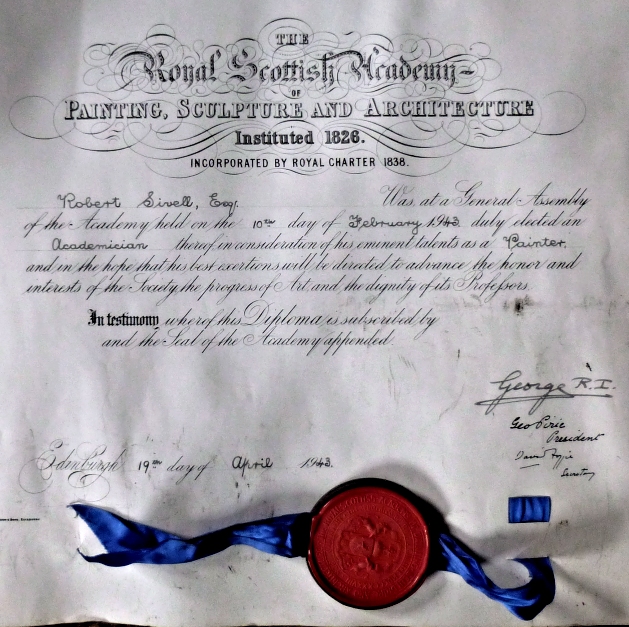 THE
Royal Scottish Academy
OF
PAINTING, SCULPTURE AND ARCHITECTURE
Instituted 1826.
INCORPORATED BY ROYAL CHARTER 1838.
Robert Sivell, Esqr. Was, at a General Assembly
of the Academy held on the 10TH day of February 1943. duly elected an
Academician thereof, in consideration of his eminent talents as a Painter,
and in the hope that his best exertions will be directed to advance the honor and
interests of the Society, the progress of Art, and the dignity of its Professors.
In testimony whereof this Diploma is subscribed by
and the Seal of the Academy appended.
George R.I.
Geo Pirie
President
David
Secretary
Edinburgh 19TH day of April 1943.